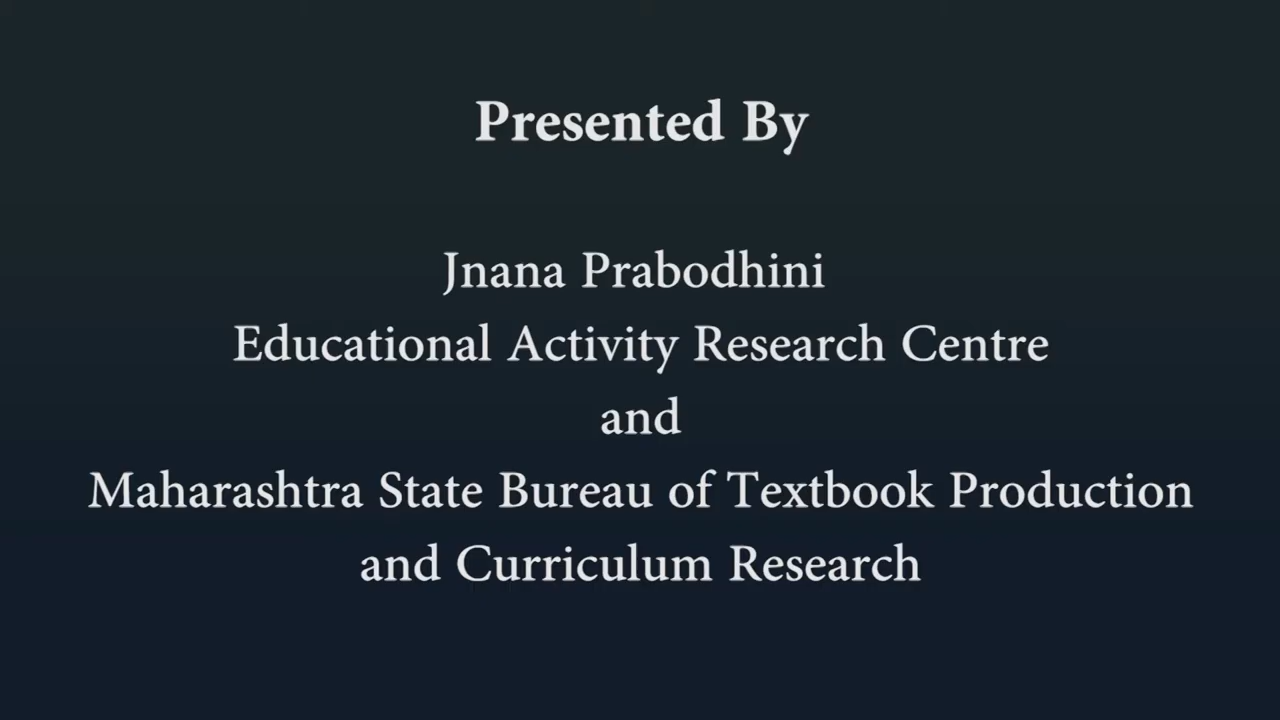 Presented By
Jnana Prabodhini
Educational Activity Research Centre
and
Maharashtra State Bureau of Textbook Production
and Curriculum Research